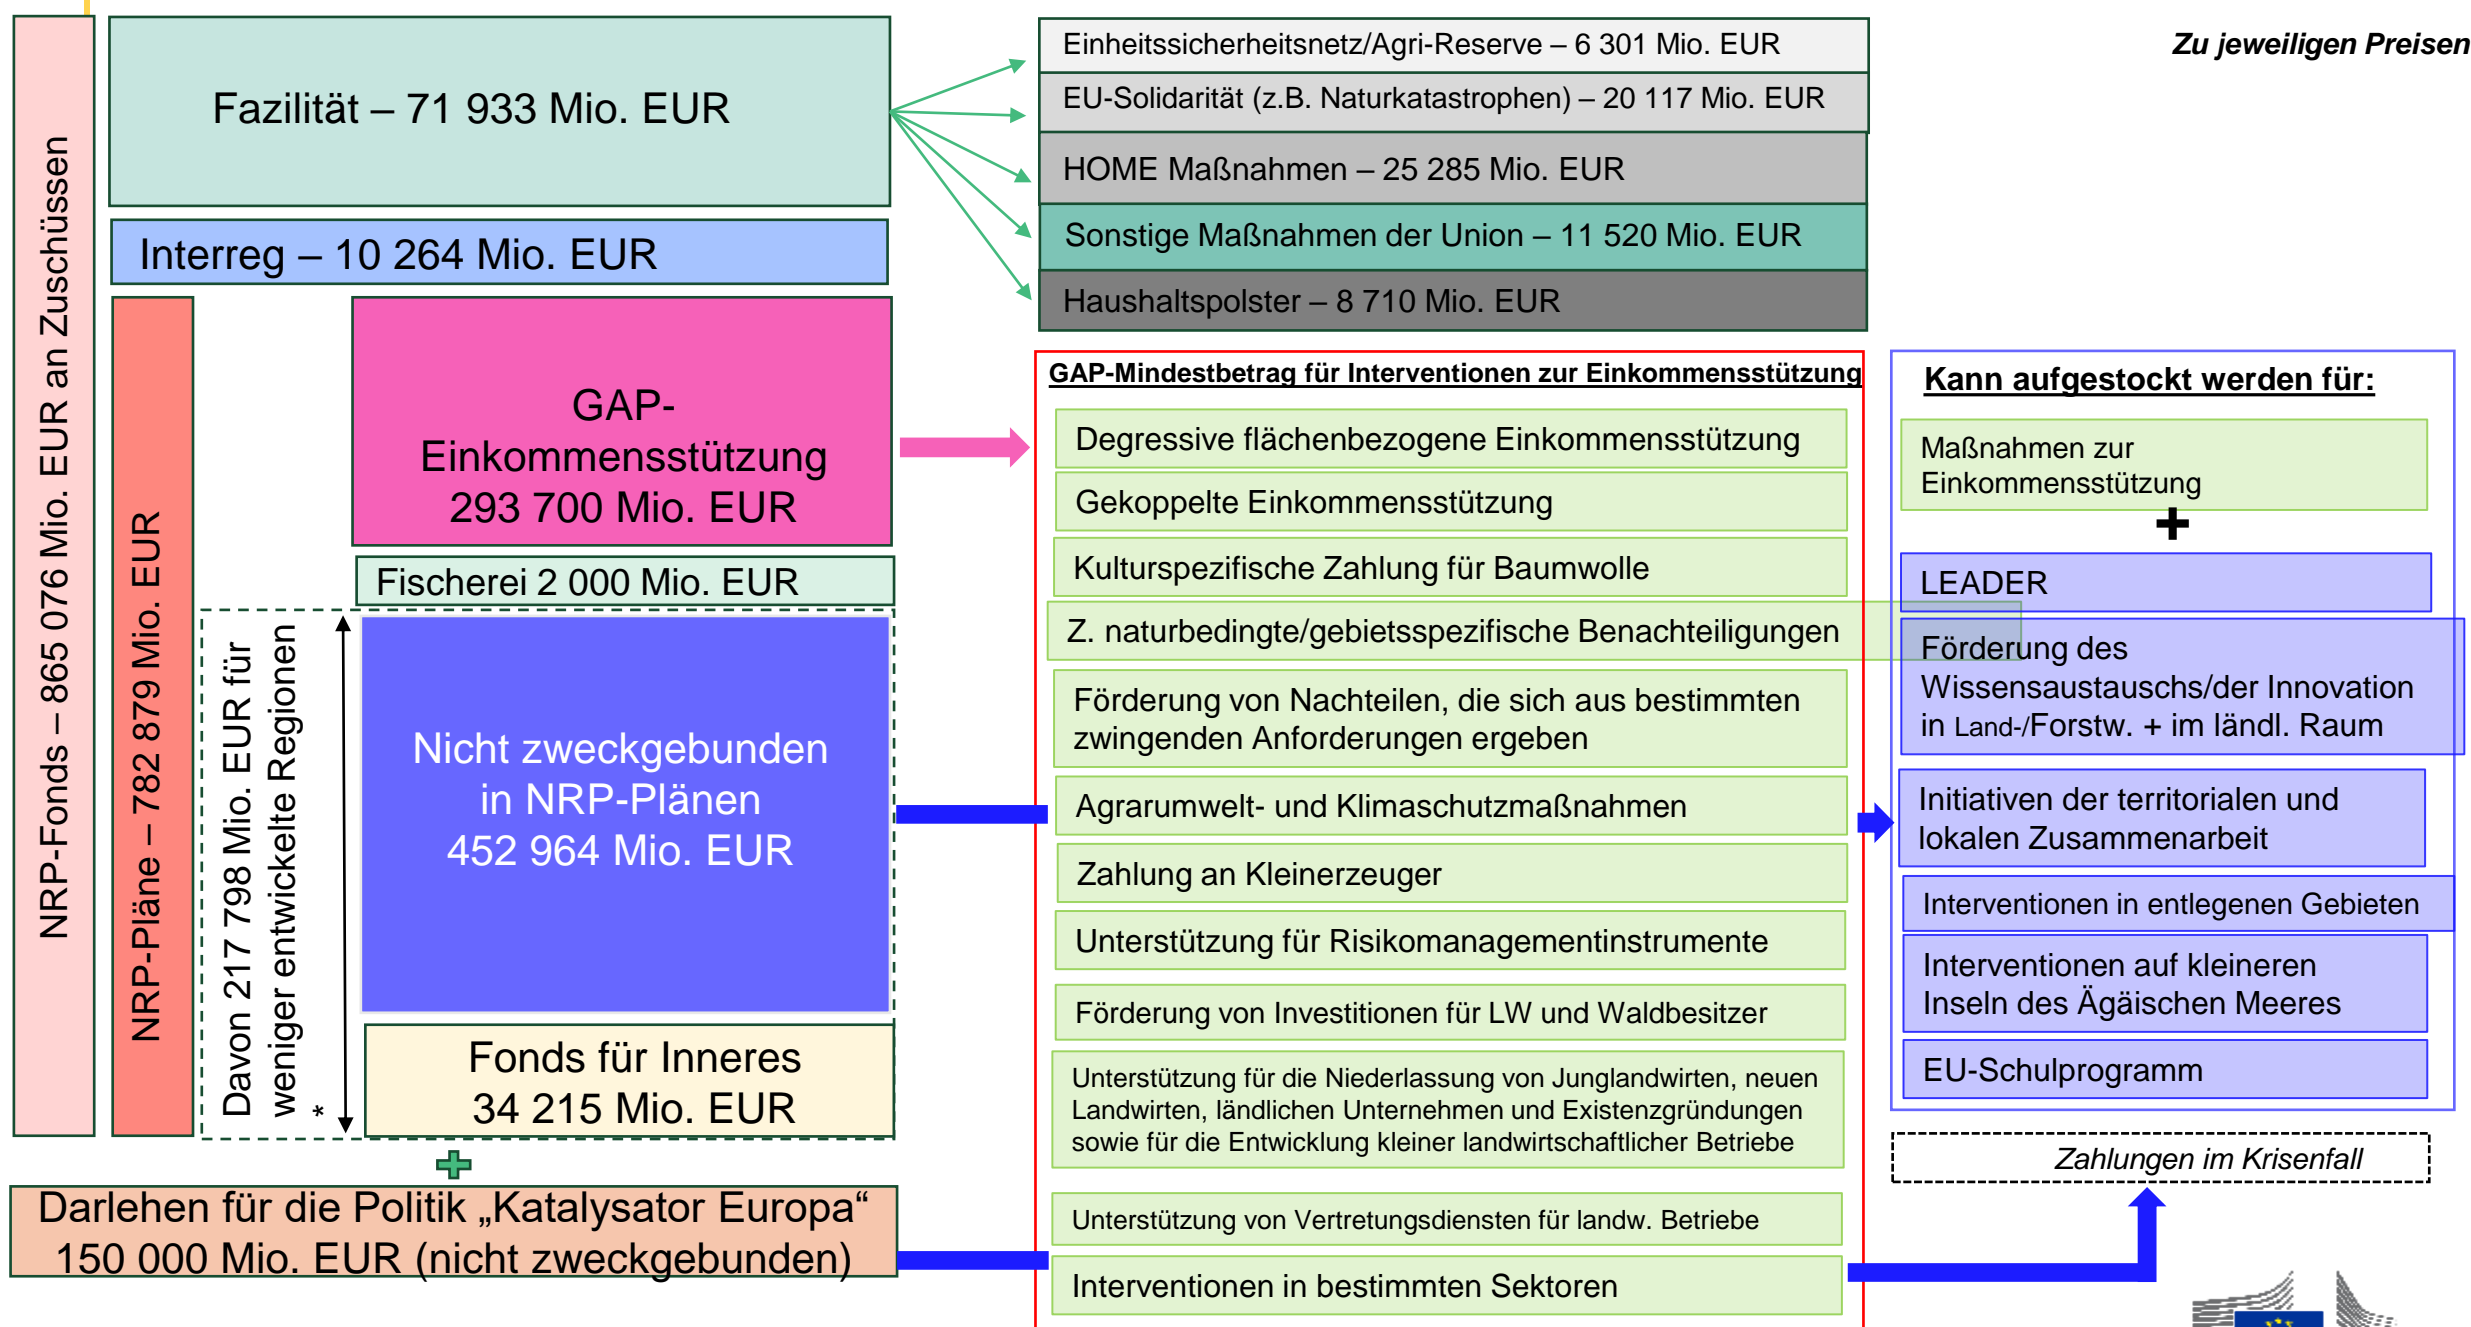 Zu jeweiligen Preisen
NRP-Fonds – 865 076 Mio. EUR an Zuschüssen
Fazilität – 71 933 Mio. EUR
Einheitssicherheitsnetz/Agri-Reserve – 6 301 Mio. EUR
EU-Solidarität (z.B. Naturkatastrophen) – 20 117 Mio. EUR
HOME Maßnahmen – 25 285 Mio. EUR
Sonstige Maßnahmen der Union – 11 520 Mio. EUR
Haushaltspolster – 8 710 Mio. EUR
Interreg – 10 264 Mio. EUR
NRP-Pläne – 782 879 Mio. EUR
GAP-
Einkommensstützung
293 700 Mio. EUR
Fischerei 2 000 Mio. EUR
Davon 217 798 Mio. EUR für
weniger entwickelte Regionen
*
Nicht zweckgebunden
in NRP-Plänen
452 964 Mio. EUR
Fonds für Inneres
34 215 Mio. EUR
Darlehen für die Politik „Katalysator Europa“
150 000 Mio. EUR (nicht zweckgebunden)
GAP-Mindestbetrag für Interventionen zur Einkommensstützung
Degressive flächenbezogene Einkommensstützung
Gekoppelte Einkommensstützung
Kulturspezifische Zahlung für Baumwolle
Z. naturbedingte/gebietsspezifische Benachteiligungen
Förderung von Nachteilen, die sich aus bestimmten
zwingenden Anforderungen ergeben
Agrarumwelt- und Klimaschutzmaßnahmen
Zahlung an Kleinerzeuger
Unterstützung für Risikomanagementinstrumente
Förderung von Investitionen für LW und Waldbesitzer
Unterstützung für die Niederlassung von Junglandwirten, neuen
Landwirten, ländlichen Unternehmen und Existenzgründungen
sowie für die Entwicklung kleiner landwirtschaftlicher Betriebe
Unterstützung von Vertretungsdiensten für landw. Betriebe
Interventionen in bestimmten Sektoren
Kann aufgestockt werden für:
Maßnahmen zur
Einkommensstützung
+
LEADER
Förderung des
Wissensaustauschs/der Innovation
in Land-/Forstw. + im ländl. Raum
Initiativen der territorialen und
lokalen Zusammenarbeit
Interventionen in entlegenen Gebieten
Interventionen auf kleineren
Inseln des Ägäischen Meeres
EU-Schulprogramm
Zahlungen im Krisenfall